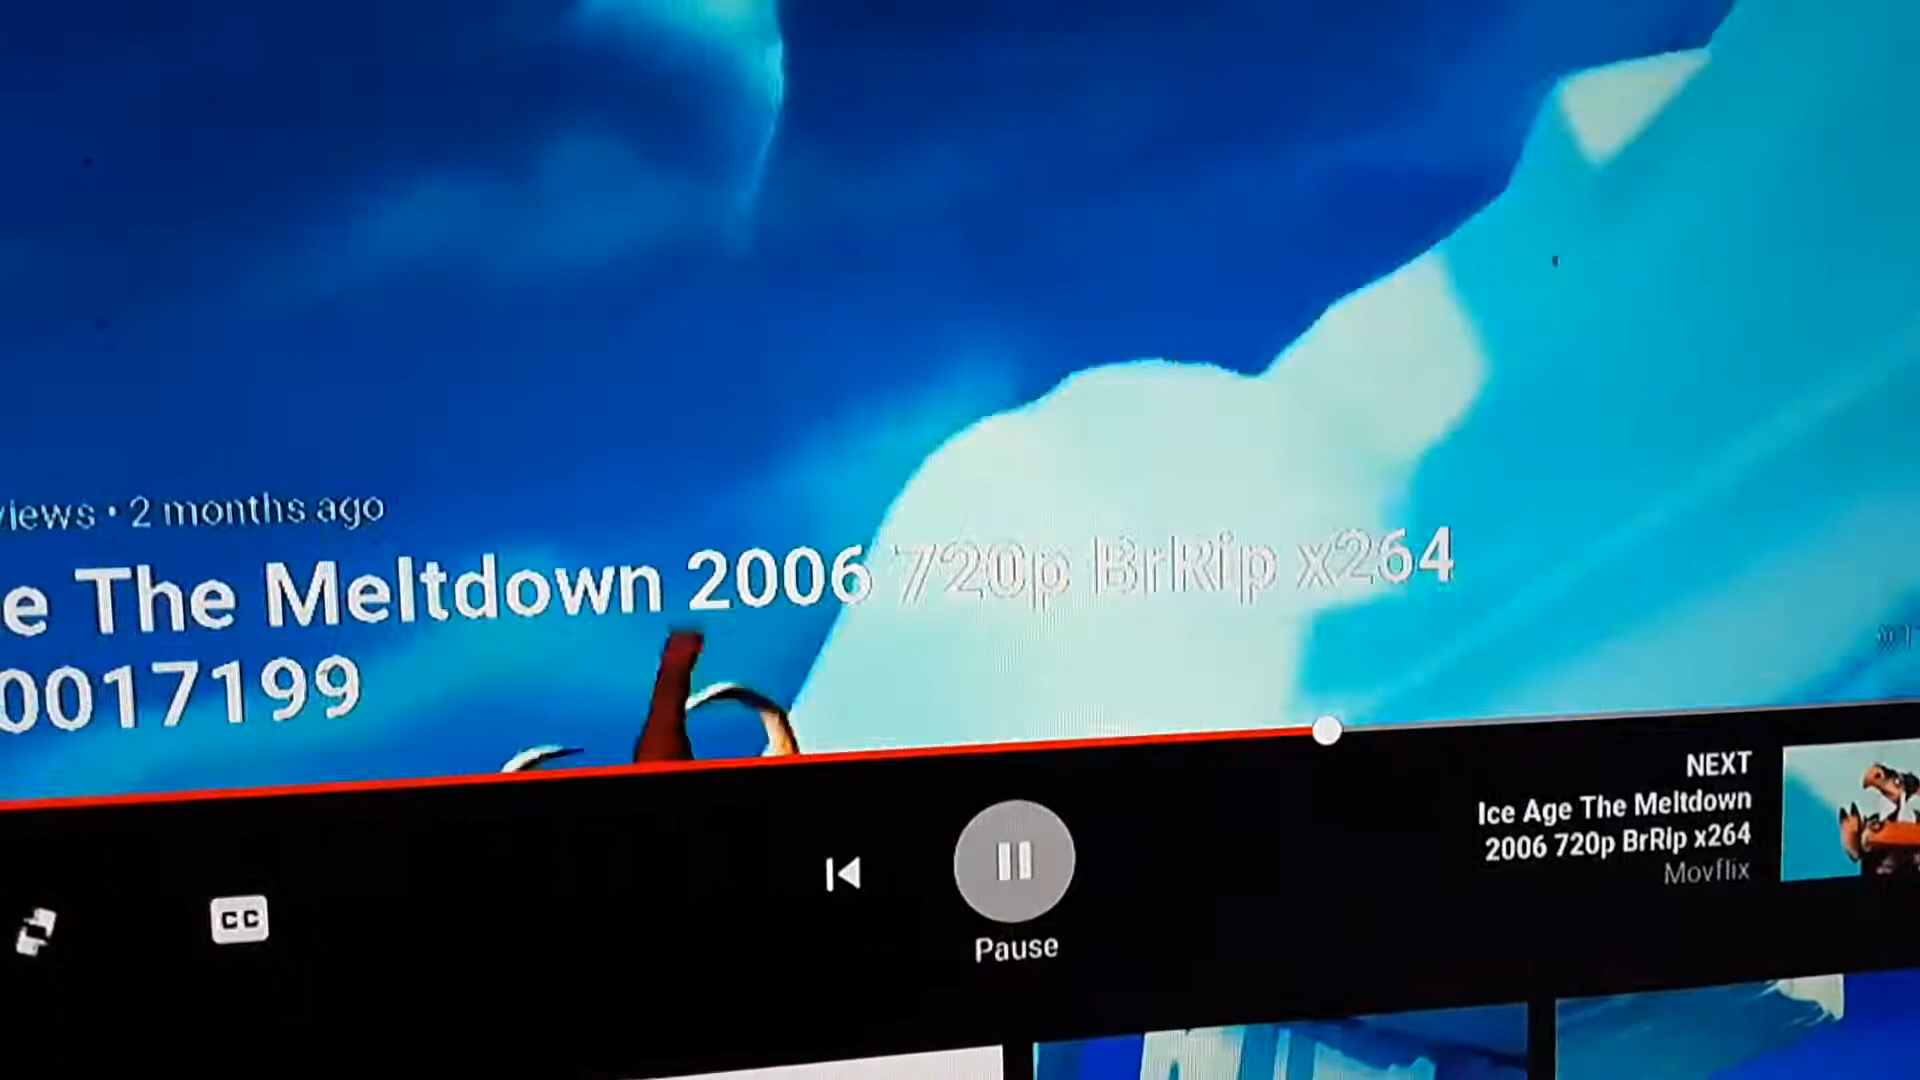 views • 2 months ago
e The Meltdown 2006 720p BrRip x264
0017199
NEXT
Ice Age The Meltdown
2006 720p BrRip x264
Movflix
CC
Pause